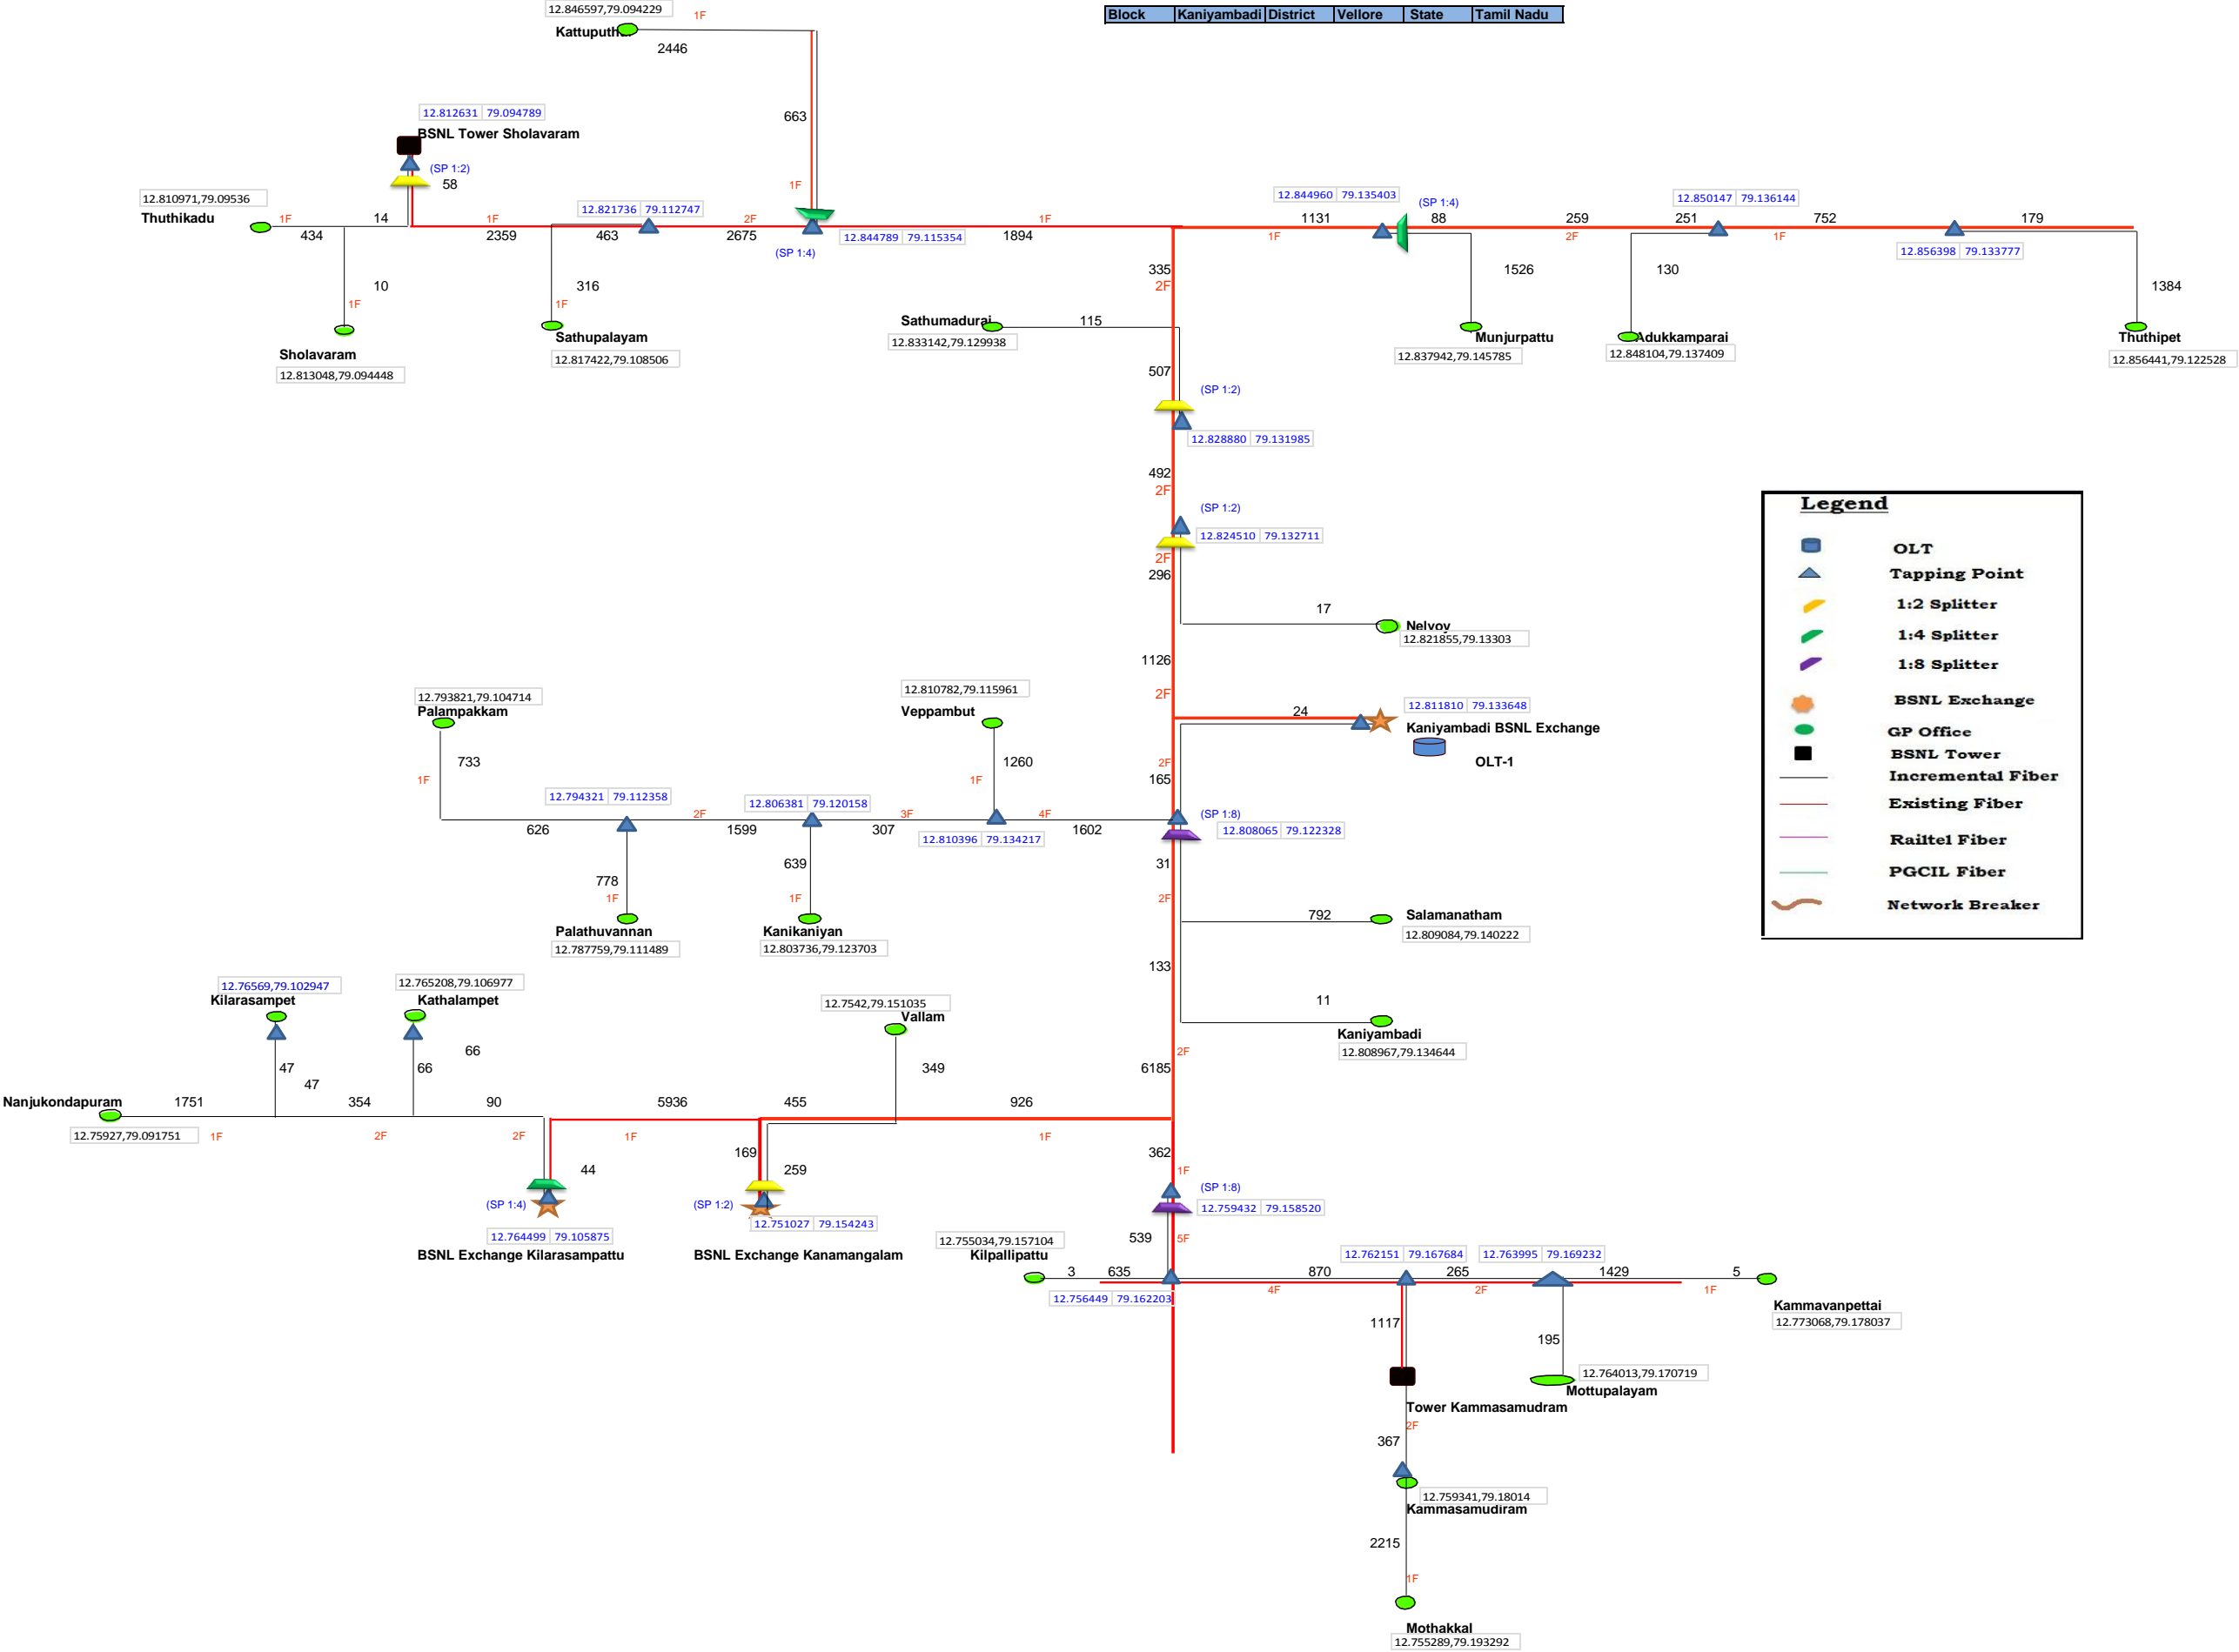 Block Kaniyambadi District Vellore State Tamil Nadu
12.846597,79.094229
1F
2446
663
1F
12.812631 79.094789
BSNL Tower Sholavaram
(SP 1:2)
58
12.810971,79.09536
Thuthikadu
1F
434
14
1F
2359
12.821736 79.112747
463
2F
2675
(SP 1:4)
12.844789 79.115354
1F
1894
10
1F
Sholavaram
12.813048,79.094448
316
1F
Sathupalayam
12.817422,79.108506
12.844960 79.135403
(SP 1:4)
1131
1F
88
259
2F
251
12.850147 79.136144
752
1F
179
12.856398 79.133777
1526
Munjurpattu
12.837942,79.145785
130
Adukkamparai
12.848104,79.137409
1384
Thuthipet
12.856441,79.122528
335
2F
Sathumadurai
12.833142,79.129938
115
507
(SP 1:2)
12.828880 79.131985
492
2F
(SP 1:2)
12.824510 79.132711
2F
296
17
Nelvoy
12.821855,79.13303
1126
2F
24
12.811810 79.133648
Kaniyambadi BSNL Exchange
OLT-1
2F
165
12.793821,79.104714
Palampakkam
733
1F
626
12.794321 79.112358
2F
1599
12.806381 79.120158
3F
307
12.810782,79.115961
Veppambut
1260
1F
12.810396 79.134217
4F
1602
(SP 1:8)
12.808065 79.122328
778
1F
Palathuvannan
12.787759,79.111489
639
1F
Kanikaniyan
12.803736,79.123703
31
2F
792
Salamanatham
12.809084,79.140222
133
11
Kaniyambadi
12.808967,79.134644
2F
6185
12.76569,79.102947
Kilarasampet
47
47
12.765208,79.106977
Kathalampet
66
66
12.7542,79.151035
Vallam
349
Nanjukondapuram
12.75927,79.091751
1751
1F
354
2F
90
2F
5936
1F
455
926
1F
44
(SP 1:4)
12.764499 79.105875
BSNL Exchange Kilarasampattu
169
259
(SP 1:2)
12.751027 79.154243
BSNL Exchange Kanamangalam
362
1F
(SP 1:8)
12.759432 79.158520
539
5F
12.755034,79.157104
Kilpallipattu
3
635
12.756449 79.162203
870
4F
12.762151 79.167684
265
2F
12.763995 79.169232
1429
1F
5
Kammavanpettai
12.773068,79.178037
1117
195
12.764013,79.170719
Mottupalayam
Tower Kammasamudram
2F
367
12.759341,79.18014
Kammasamudiram
2215
1F
Mothakkal
12.755289,79.193292
Legend
OLT
Tapping Point
1:2 Splitter
1:4 Splitter
1:8 Splitter
BSNL Exchange
GP Office
BSNL Tower
Incremental Fiber
Existing Fiber
Railtel Fiber
PGCIL Fiber
Network Breaker